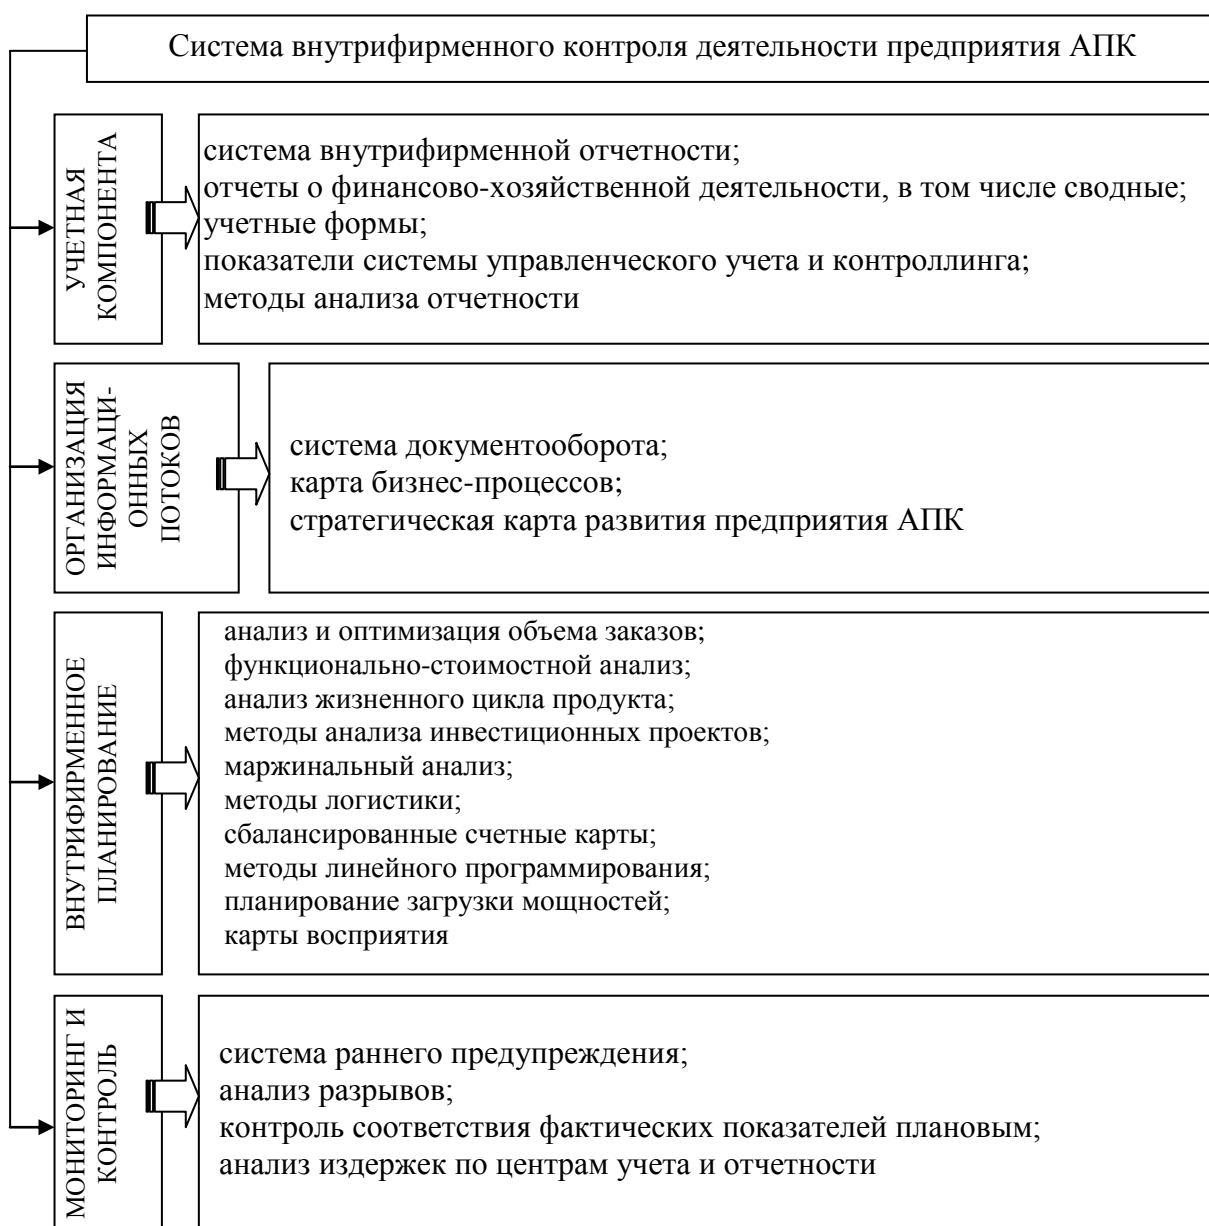 Система внутрифирменного контроля деятельности предприятия АПК
УЧЕТНАЯ
КОМПОНЕНТА
система внутрифирменной отчетности;
отчеты о финансово-хозяйственной деятельности, в том числе сводные;
учетные формы;
показатели системы управленческого учета и контроллинга;
методы анализа отчетности
ОРГАНИЗАЦИЯ
ИНФОРМАЦИ-
ОННЫХ
ПОТОКОВ
система документооборота;
карта бизнес-процессов;
стратегическая карта развития предприятия АПК
ВНУТРИФИРМЕННОЕ
ПЛАНИРОВАНИЕ
анализ и оптимизация объема заказов;
функционально-стоимостной анализ;
анализ жизненного цикла продукта;
методы анализа инвестиционных проектов;
маржинальный анализ;
методы логистики;
сбалансированные счетные карты;
методы линейного программирования;
планирование загрузки мощностей;
карты восприятия
МОНИТОРИНГ И
КОНТРОЛЬ
система раннего предупреждения;
анализ разрывов;
контроль соответствия фактических показателей плановым;
анализ издержек по центрам учета и отчетности